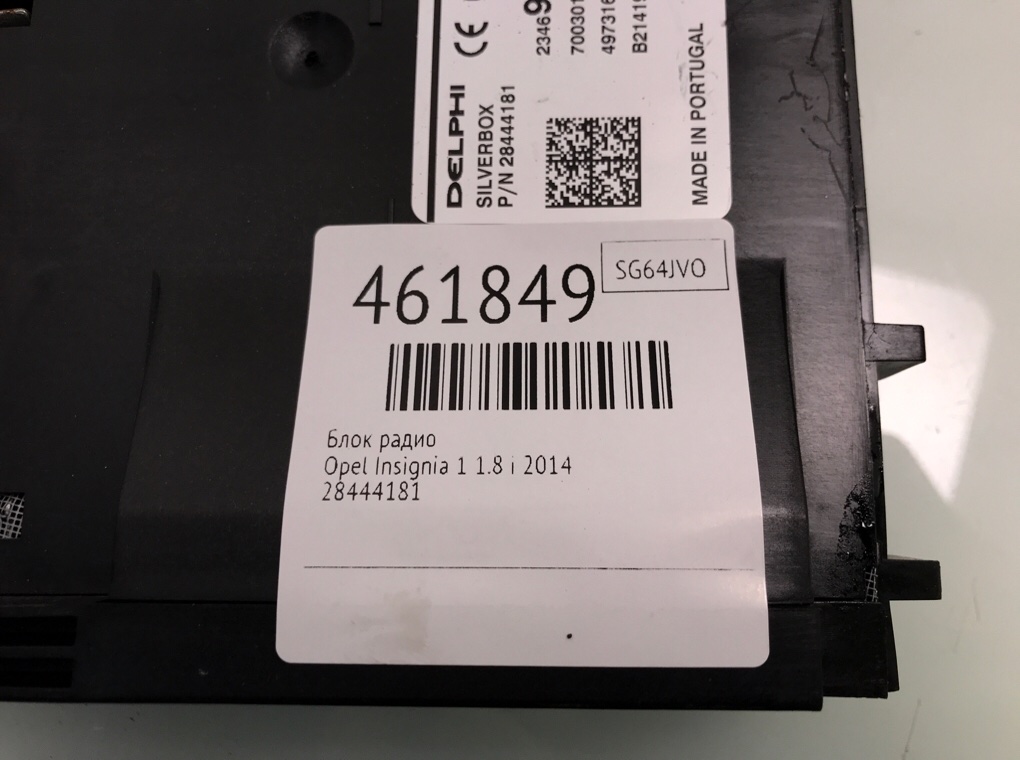 DELPHI
SILVERBOX
P/N 28444181
MADE IN PORTUGAL
461849
SG64JVO
Блок радио
Opel Insignia 1 1.8 i 2014
28444181